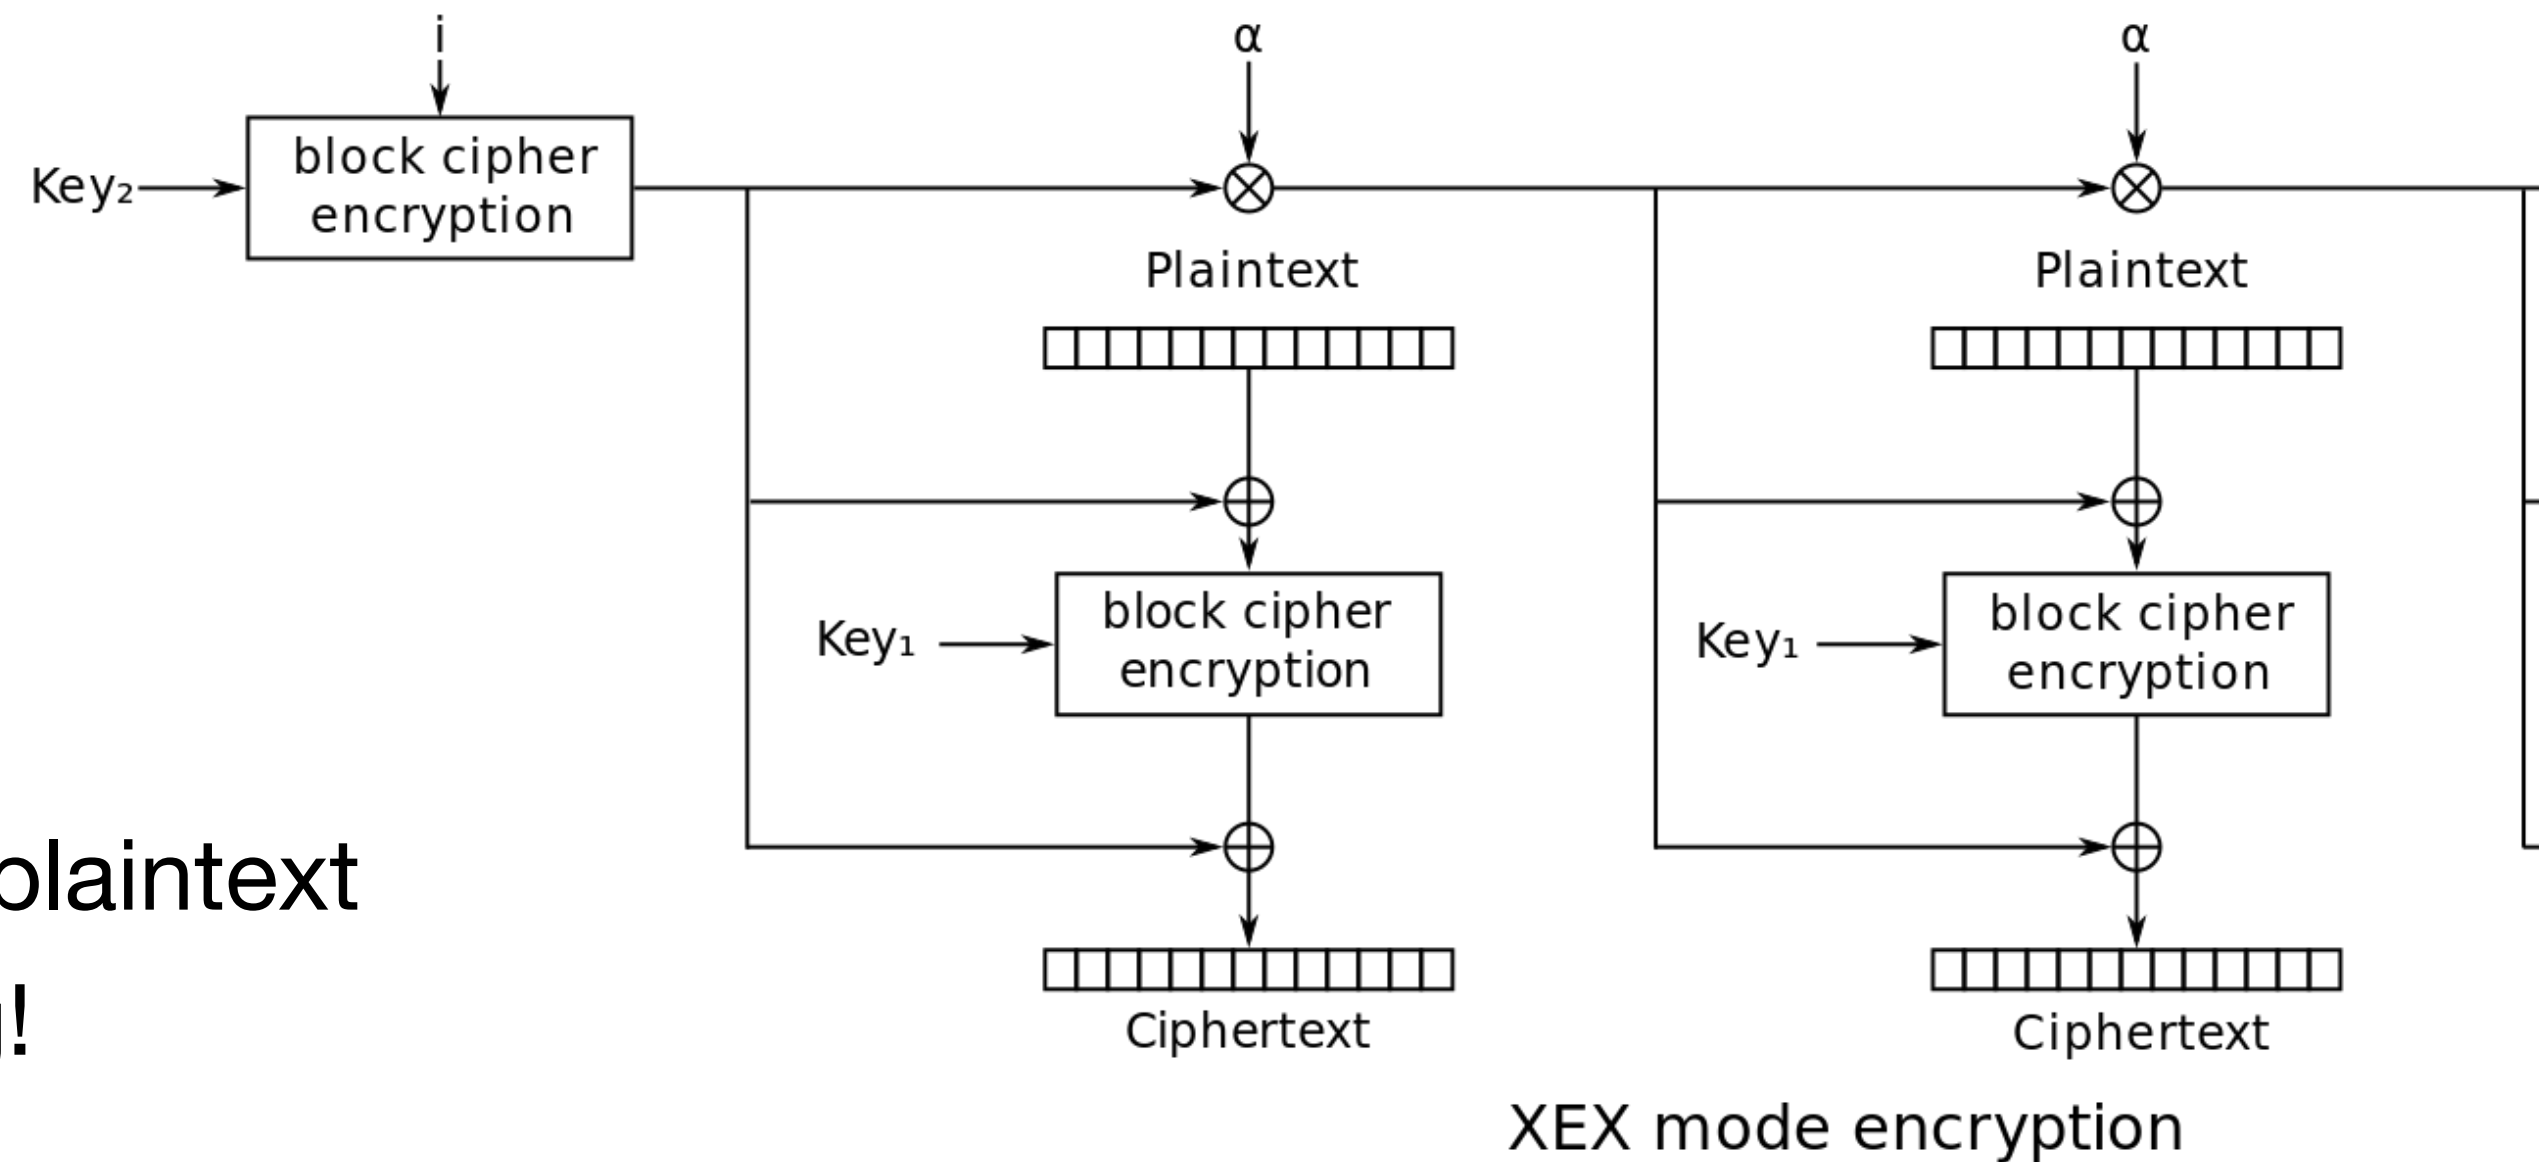 i
α
α
block cipher
encryption
Key₂
Plaintext
Plaintext
Key₁
block cipher
encryption
Key₁
block cipher
encryption
plaintext
!
Ciphertext
Ciphertext
XEX mode encryption